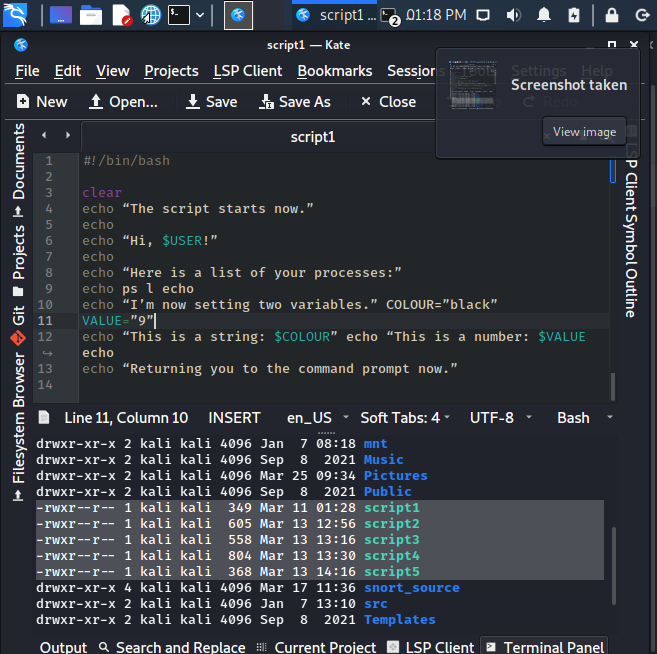 script1 ... 2 01:18 PM
script1 — Kate
File Edit View Projects LSP Client Bookmarks Sessions Tools Settings Help
Screenshot taken
View image
New Open... Save Save As Close Redo
script1
Documents
Projects
Git
Filesystem Browser
LSP Client Symbol Outline
1 #!/bin/bash
2
3 clear
4 echo “The script starts now.”
5 echo
6 echo “Hi, $USER!”
7 echo
8 echo “Here is a list of your processes:”
9 echo ps l echo
10 echo “I’m now setting two variables.” COLOUR=”black”
11 VALUE=”9”
12 echo “This is a string: $COLOUR” echo “This is a number: $VALUE
echo
13 echo “Returning you to the command prompt now.”
14
Line 11, Column 10 INSERT en_US Soft Tabs: 4 UTF-8 Bash
drwxr-xr-x 2 kali kali 4096 Jan 7 08:18 mnt
drwxr-xr-x 2 kali kali 4096 Sep 8 2021 Music
drwxr-xr-x 2 kali kali 4096 Mar 25 09:34 Pictures
drwxr-xr-x 2 kali kali 4096 Sep 8 2021 Public
-rwxr--r-- 1 kali kali 349 Mar 11 01:28 script1
-rwxr--r-- 1 kali kali 605 Mar 13 12:56 script2
-rwxr--r-- 1 kali kali 558 Mar 13 13:16 script3
-rwxr--r-- 1 kali kali 804 Mar 13 13:30 script4
-rwxr--r-- 1 kali kali 368 Mar 13 14:16 script5
drwxr-xr-x 4 kali kali 4096 Mar 17 11:36 snort_source
drwxr-xr-x 2 kali kali 4096 Jan 7 13:10 src
drwxr-xr-x 2 kali kali 4096 Sep 8 2021 Templates
Output Search and Replace Current Project LSP Client Terminal Panel